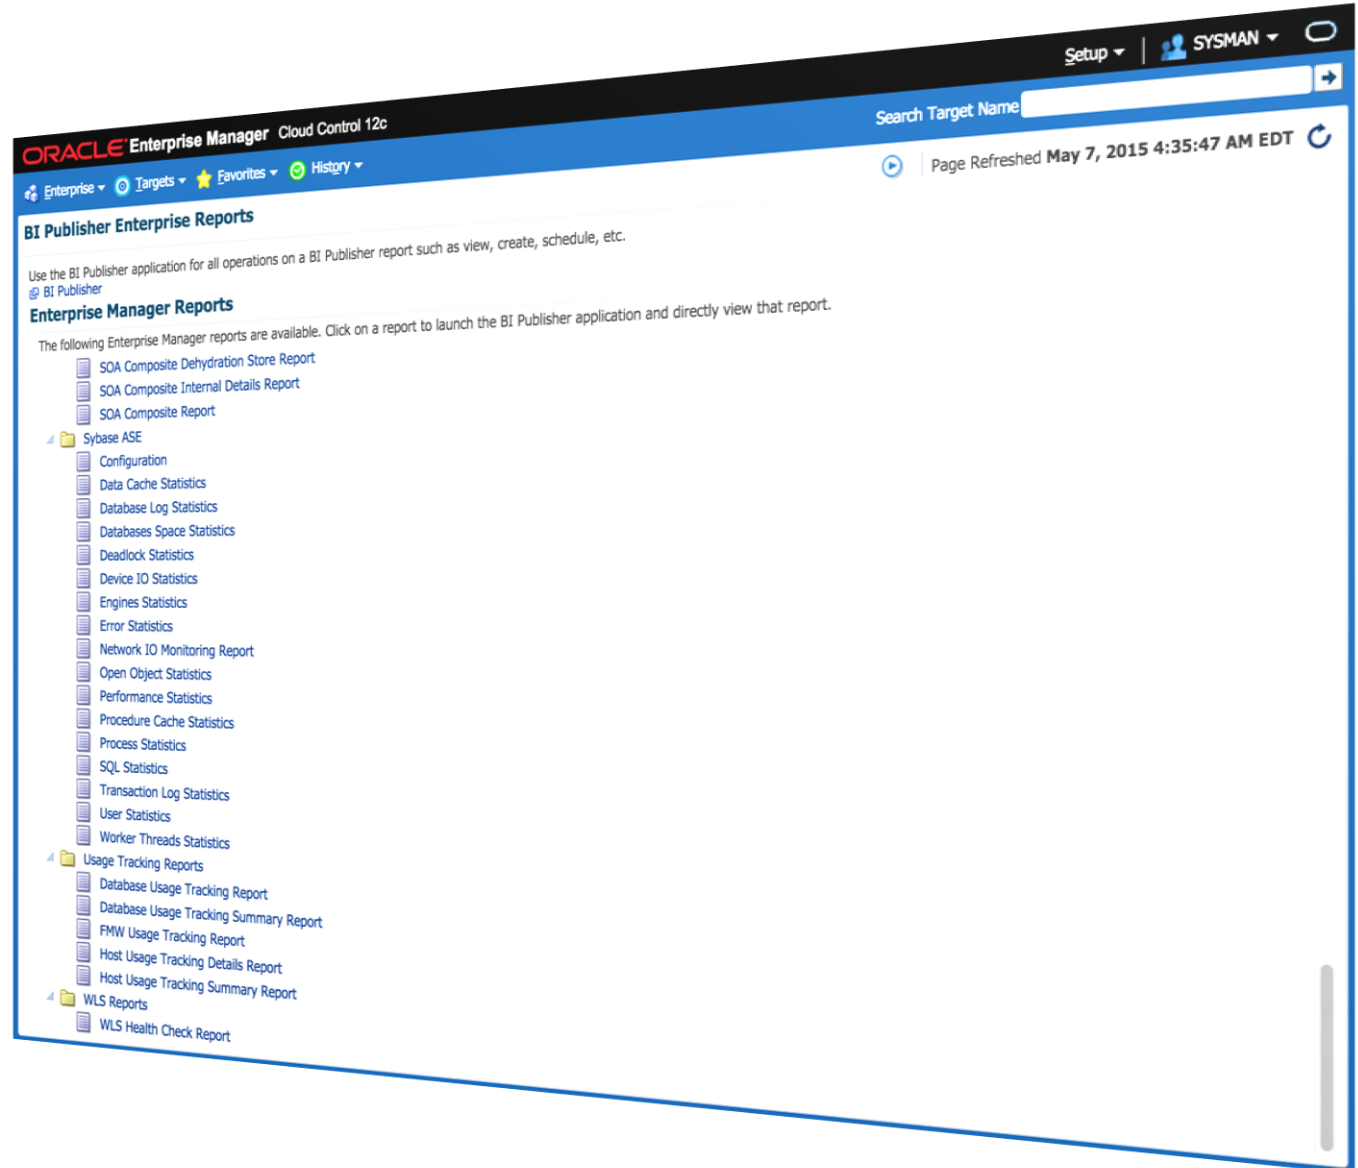 Setup
SYSMAN
ORACLE Enterprise Manager Cloud Control 12c
Enterprise Targets Favorites History
Search Target Name
Page Refreshed May 7, 2015 4:35:47 AM EDT
BI Publisher Enterprise Reports
Use the BI Publisher application for all operations on a BI Publisher report such as view, create, schedule, etc.
BI Publisher
Enterprise Manager Reports
The following Enterprise Manager reports are available. Click on a report to launch the BI Publisher application and directly view that report.
SOA Composite Dehydration Store Report
SOA Composite Internal Details Report
SOA Composite Report
Sybase ASE
Configuration
Data Cache Statistics
Database Log Statistics
Databases Space Statistics
Deadlock Statistics
Device IO Statistics
Engines Statistics
Error Statistics
Network IO Monitoring Report
Open Object Statistics
Performance Statistics
Procedure Cache Statistics
Process Statistics
SQL Statistics
Transaction Log Statistics
User Statistics
Worker Threads Statistics
Usage Tracking Reports
Database Usage Tracking Report
Database Usage Tracking Summary Report
FMW Usage Tracking Report
Host Usage Tracking Details Report
Host Usage Tracking Summary Report
WLS Reports
WLS Health Check Report